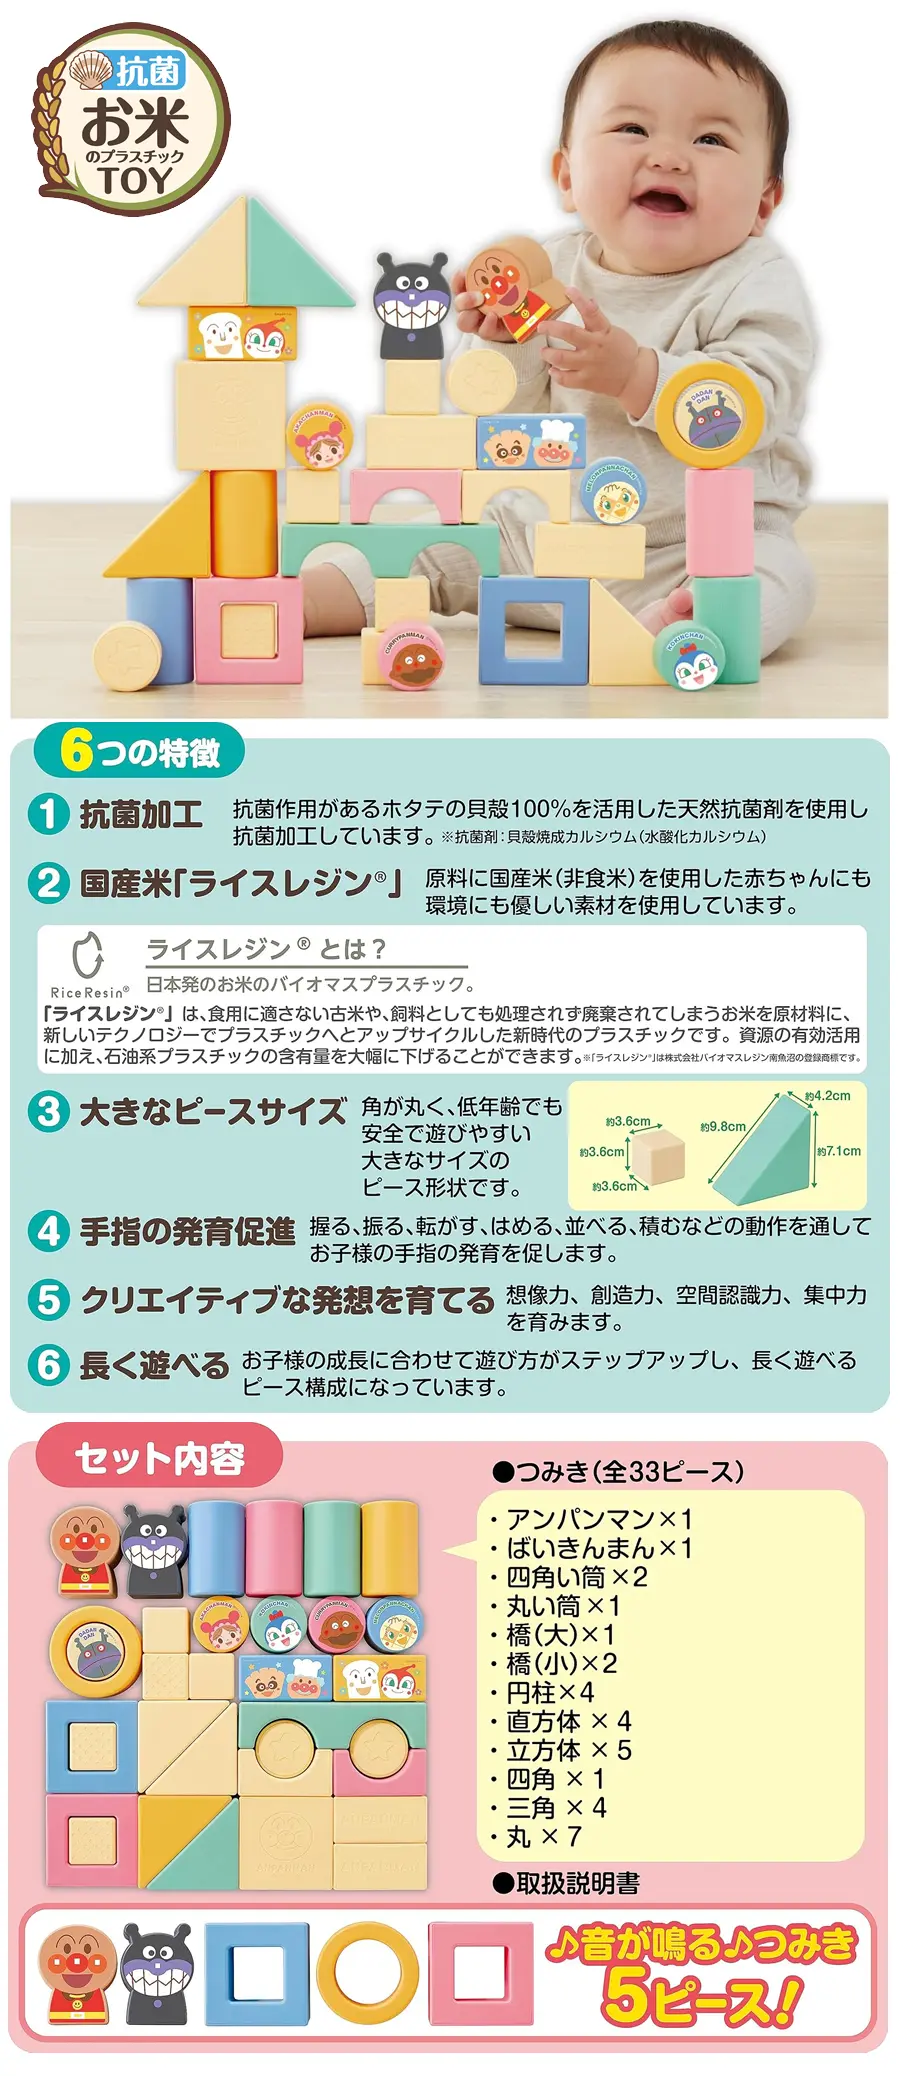 抗菌
お米
のプラスチック
TOY
AKACHANMAN
DADAN
DAN
MELONPANNACHAN
CURRYPANMAN
KOKINCHAN
6つの特徴
1 抗菌加工 抗菌作用があるホタテの貝殻100%を活用した天然抗菌剤を使用し
抗菌加工しています。※抗菌剤：貝殻焼成カルシウム（水酸化カルシウム）
2 国産米「ライスレジン®」 原料に国産米（非食米）を使用した赤ちゃんにも
環境にも優しい素材を使用しています。
ライスレジン®とは？
RiceResin®
日本発のお米のバイオマスプラスチック。
「ライスレジン®」は、食用に適さない古米や、飼料としても処理されず廃棄されてしまうお米を原材料に、
新しいテクノロジーでプラスチックへとアップサイクルした新時代のプラスチックです。資源の有効活用
に加え、石油系プラスチックの含有量を大幅に下げることができます。※「ライスレジン®」は株式会社バイオマスレジン南魚沼の登録商標です。
3 大きなピースサイズ 角が丸く、低年齢でも
安全で遊びやすい
大きなサイズの
ピース形状です。
約3.6cm
約3.6cm
約3.6cm
約9.8cm
約4.2cm
約7.1cm
4 手指の発育促進 握る、振る、転がす、はめる、並べる、積むなどの動作を通して
お子様の手指の発育を促します。
5 クリエイティブな発想を育てる 想像力、創造力、空間認識力、集中力
を育みます。
6 長く遊べる お子様の成長に合わせて遊び方がステップアップし、長く遊べる
ピース構成になっています。
セット内容
AKACHANMAN
KOKINCHAN
CURRYPANMAN
MELONPANNACHAN
DADAN
DAN
ANPANMAN
●つみき（全33ピース）
・アンパンマン×1
・ばいきんまん×1
・四角い筒×2
・丸い筒×1
・橋（大）×1
・橋（小）×2
・円柱×4
・直方体×4
・立方体×5
・四角×1
・三角×4
・丸×7
●取扱説明書
♪音が鳴る♪つみき
5ピース！